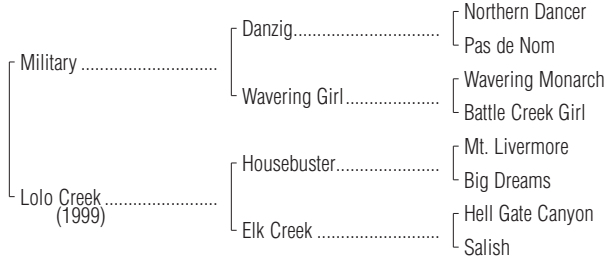 Northern Dancer
Danzig
Pas de Nom
Military
Wavering Monarch
Wavering Girl
Battle Creek Girl
Mt. Livermore
Housebuster
Big Dreams
Lolo Creek
(1999)
Hell Gate Canyon
Elk Creek
Salish